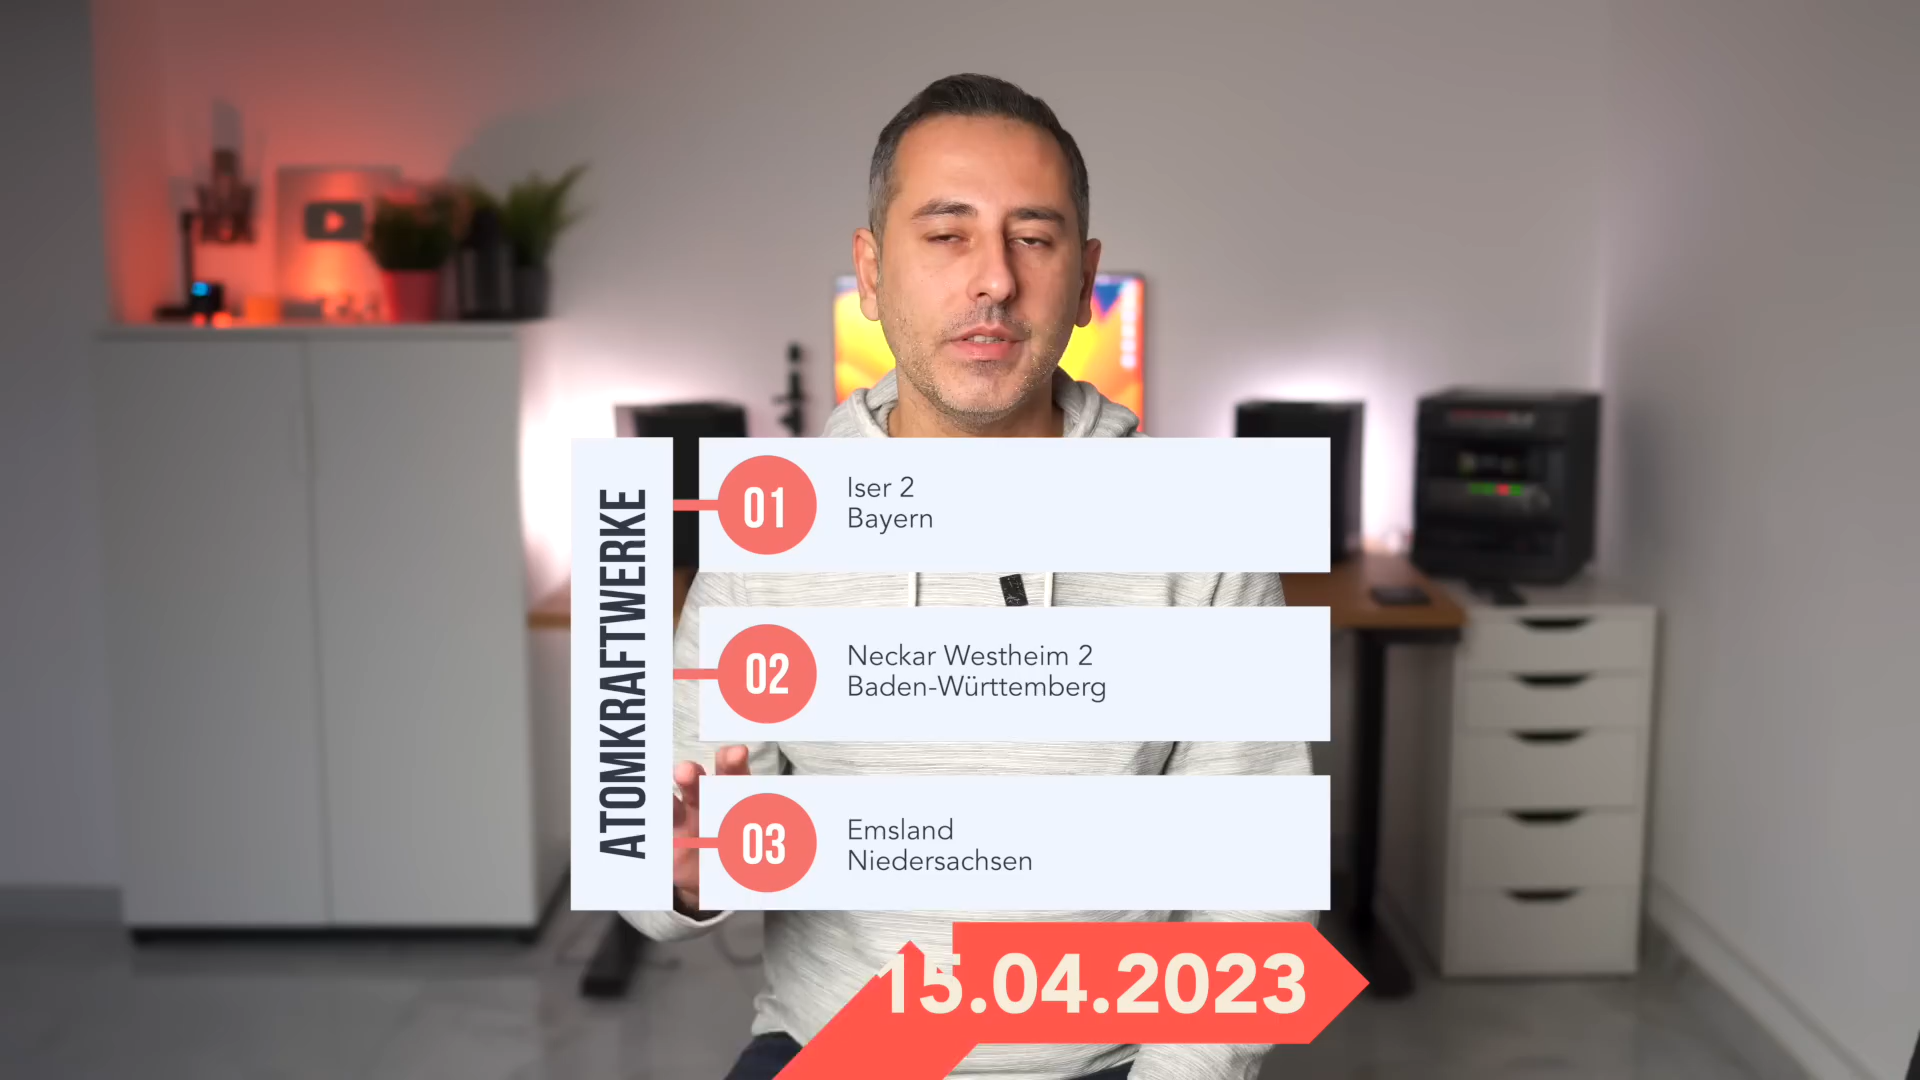 ATOMKRAFTWERKE
01
Iser 2
Bayern
02
Neckar Westheim 2
Baden-Württemberg
03
Emsland
Niedersachsen
15.04.2023